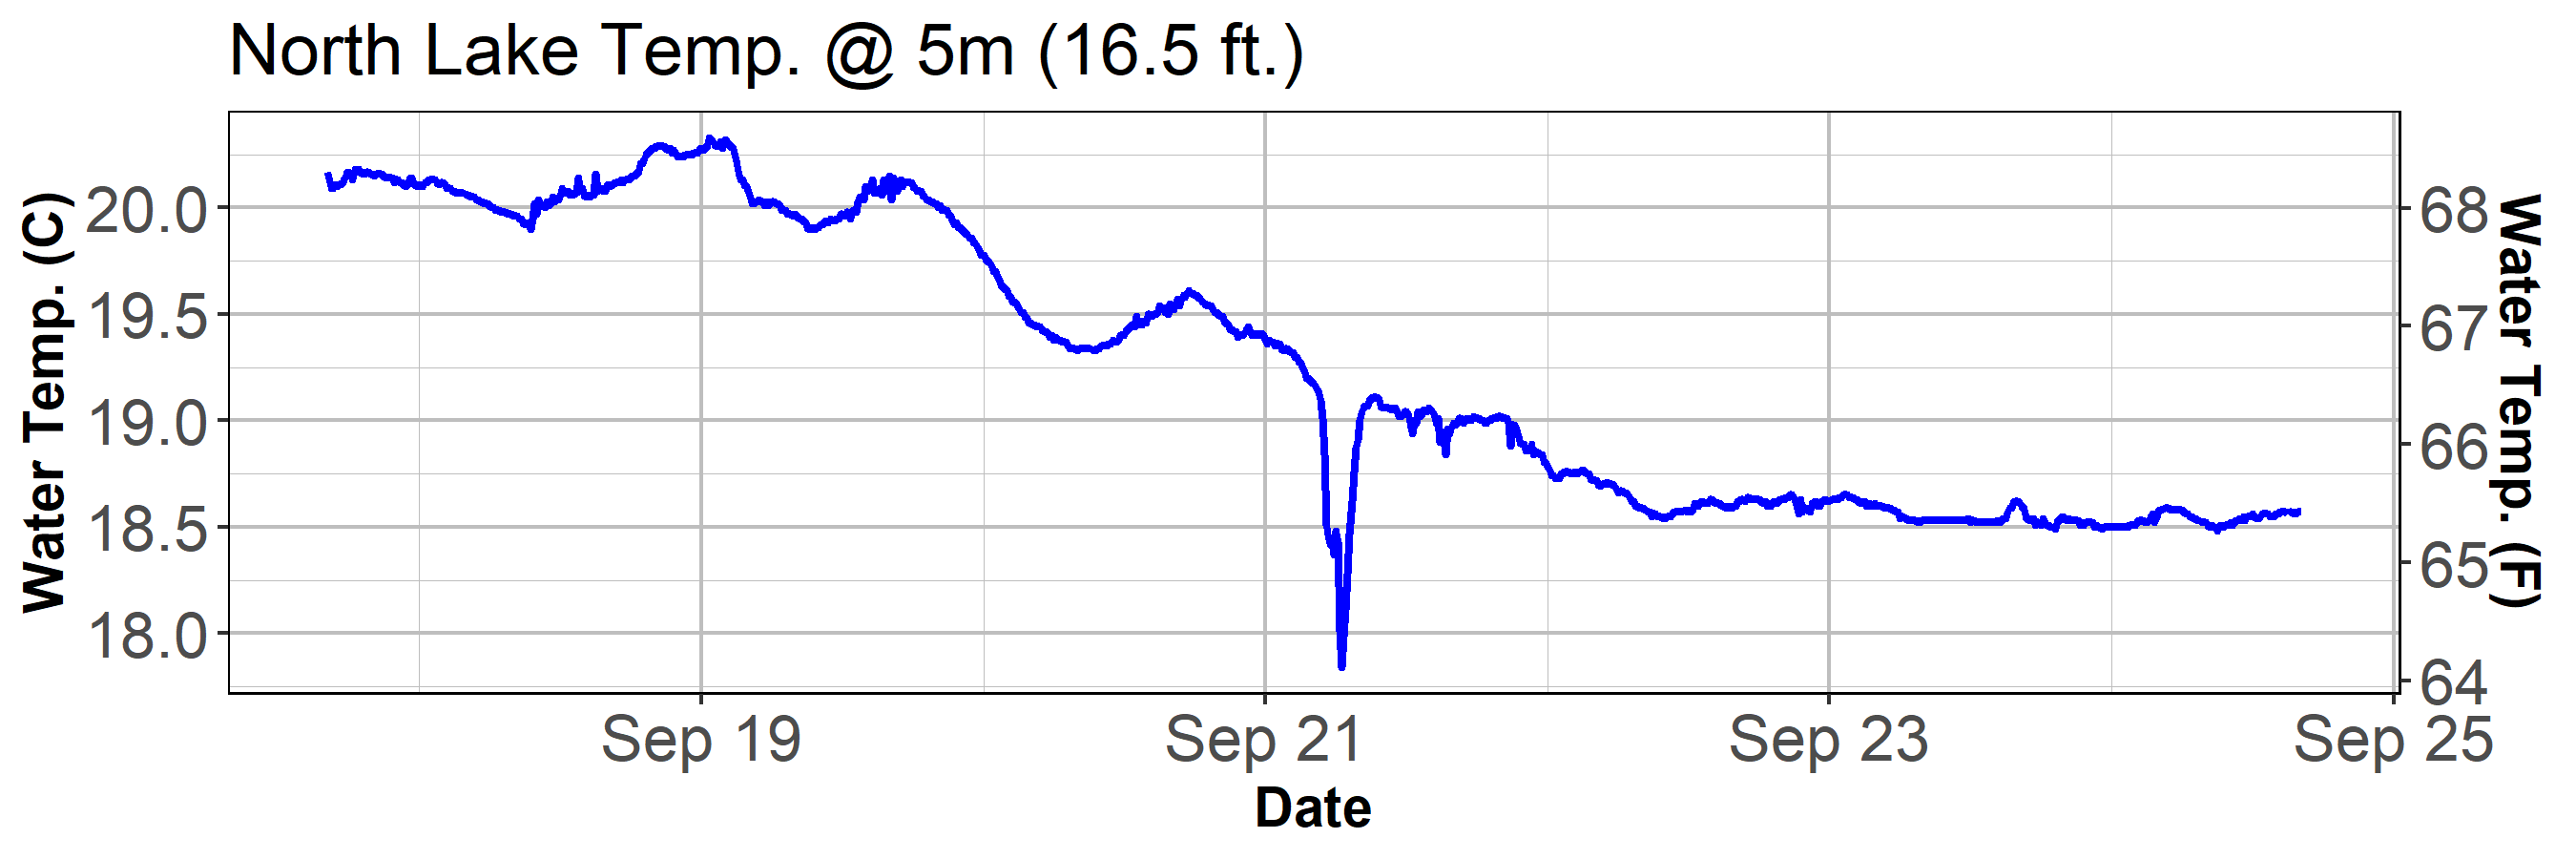 North Lake Temp. @ 5m (16.5 ft.)
Water Temp. (C)
20.0
19.5
19.0
18.5
18.0
68
67
66
65
64
Water Temp. (F)
Sep 19
Sep 21
Sep 23
Sep 25
Date